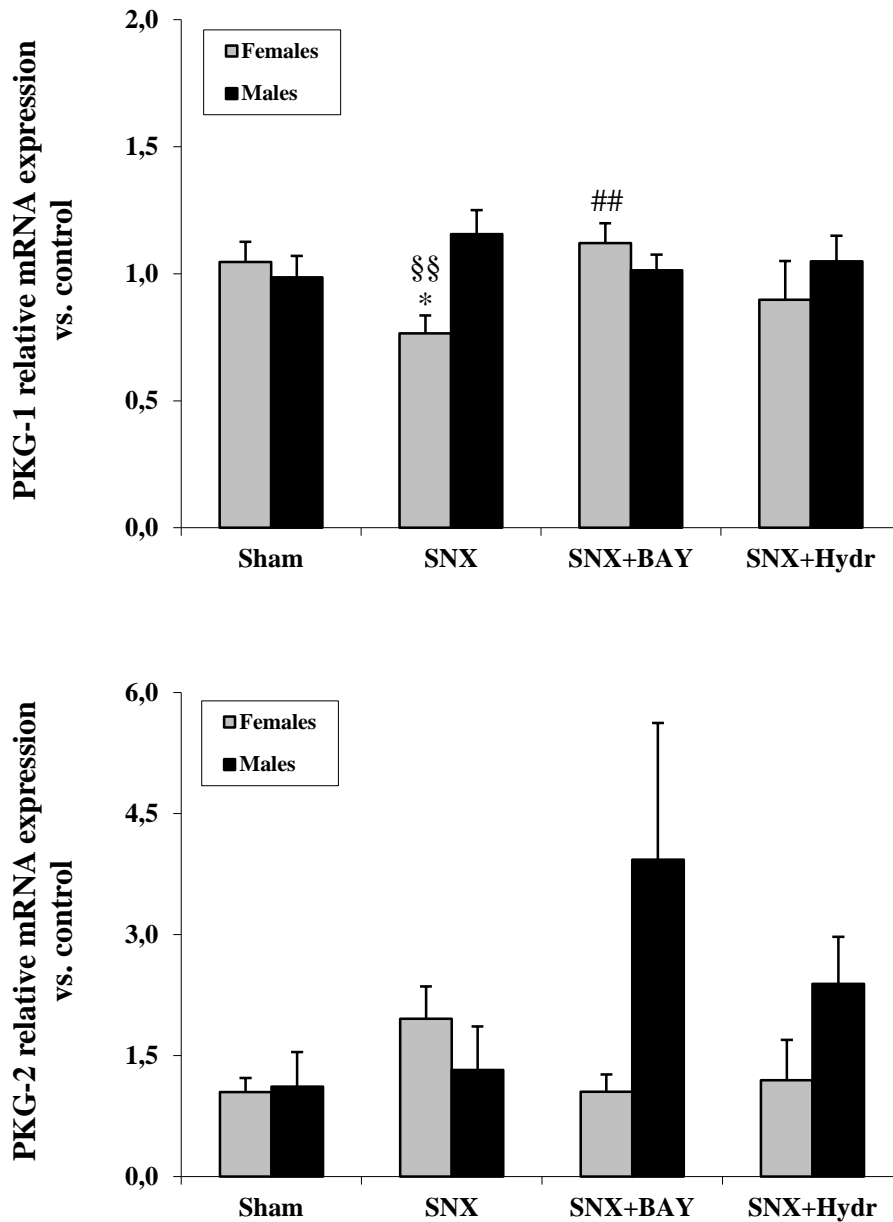 PKG-1 relative mRNA expression
vs. control
2,0
1,5
1,0
0,5
0,0
Females
Males
§§
*
##
Sham SNX SNX+BAY SNX+Hydr
PKG-2 relative mRNA expression
vs. control
6,0
4,5
3,0
1,5
0,0
Females
Males
Sham SNX SNX+BAY SNX+Hydr